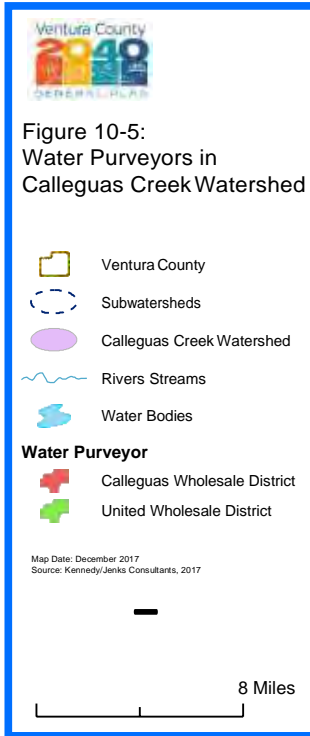 Ventura County
2040
GENERAL PLAN
Figure 10-5:
Water Purveyors in
Calleguas Creek Watershed
Ventura County
Subwatersheds
Calleguas Creek Watershed
Rivers Streams
Water Bodies
Water Purveyor
Calleguas Wholesale District
United Wholesale District
Map Date: December 2017
Source: Kennedy/Jenks Consultants, 2017
8 Miles